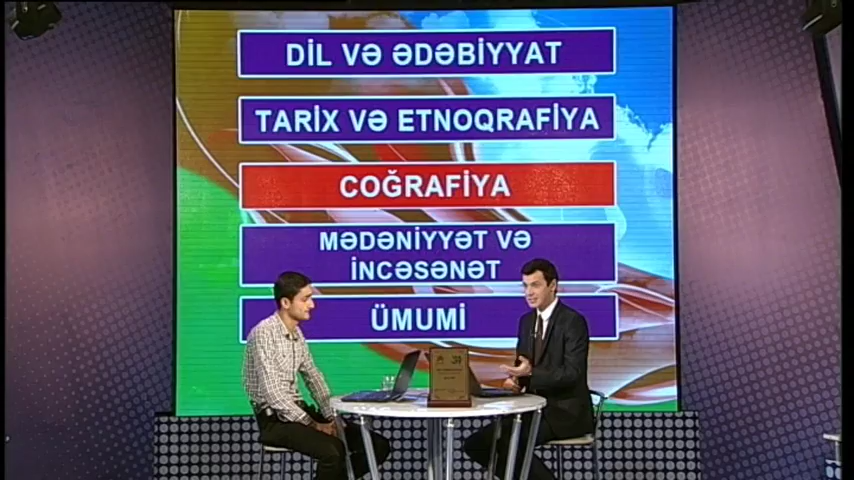 DİL VƏ ƏDƏBİYYAT
TARİX VƏ ETNOQRAFİYA
COĞRAFİYA
MƏDƏNİYYƏT VƏ
İNCƏSƏNƏT
ÜMUMİ